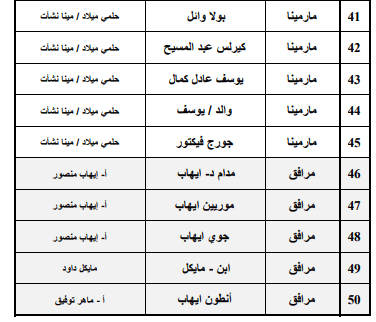 41 مارمينا بولا وائل حلمي ميلاد / مينا نشأت
42 مارمينا كيرلس عبد المسيح حلمي ميلاد / مينا نشأت
43 مارمينا يوسف عادل كمال حلمي ميلاد / مينا نشأت
44 مارمينا والد / يوسف حلمي ميلاد / مينا نشأت
45 مارمينا جورج فيكتور حلمي ميلاد / مينا نشأت
46 مرافق مدام د- ايهاب أ- إيهاب منصور
47 مرافق موريين ايهاب أ- إيهاب منصور
48 مرافق جوي ايهاب أ- إيهاب منصور
49 مرافق ابن - مايكل مايكل داود
50 مرافق أنطون ايهاب أ - ماهر توفيق